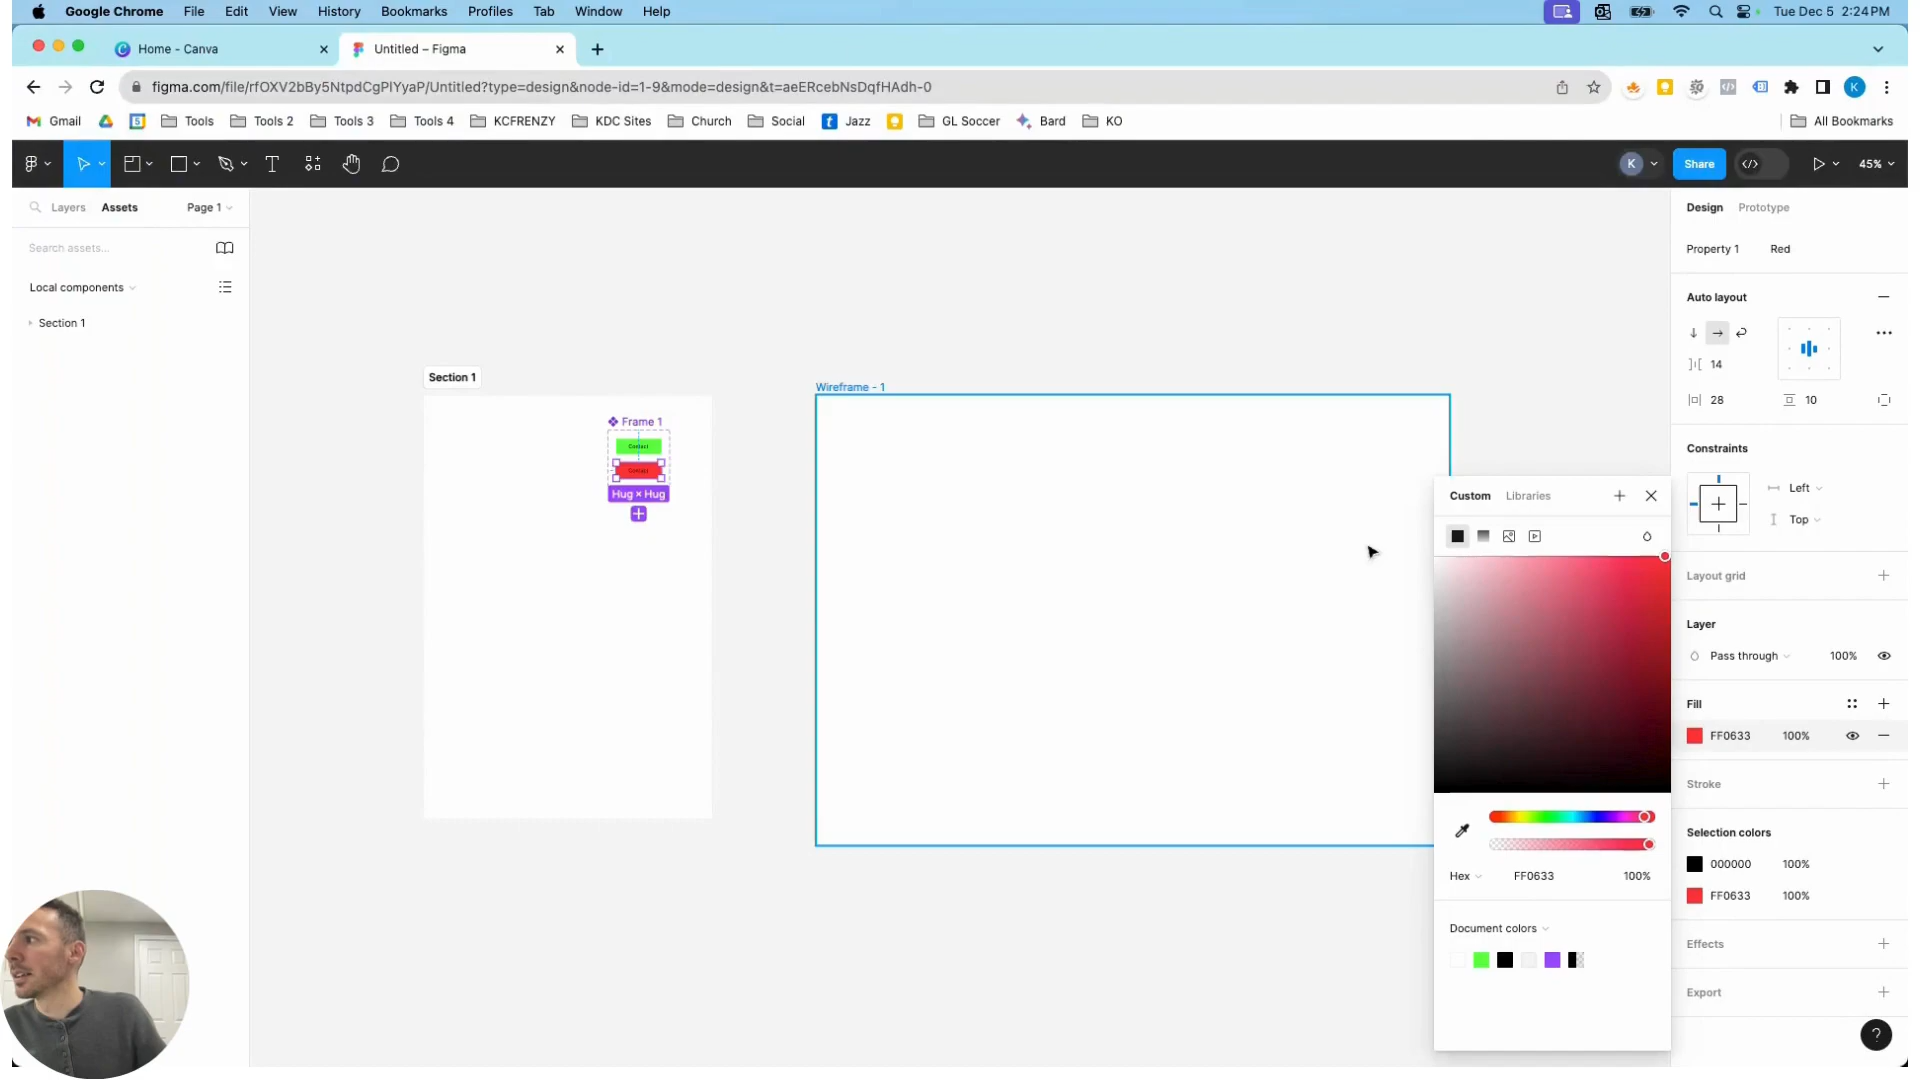 Google Chrome File Edit View History Bookmarks Profiles Tab Window Help Tue Dec 5 2:24 PM
Home - Canva Untitled – Figma
figma.com/file/rfOXV2bBy5NtpdCgPlYyaP/Untitled?type=design&node-id=1-9&mode=design&t=aeERcebNsDqfHAdh-0 K
Gmail Tools Tools 2 Tools 3 Tools 4 KCFRENZY KDC Sites Church Social Jazz GL Soccer Bard KO All Bookmarks
K Share 45%
Layers Assets Page 1
Search assets...
Local components
Section 1
Section 1
Frame 1
Contact
Contact
Hug × Hug
Wireframe - 1
Custom Libraries
Hex FF0633 100%
Document colors
Design Prototype
Property 1 Red
Auto layout
14
28 10
Constraints
Left
Top
Layout grid
Layer
Pass through 100%
Fill
FF0633 100%
Stroke
Selection colors
000000 100%
FF0633 100%
Effects
Export
?